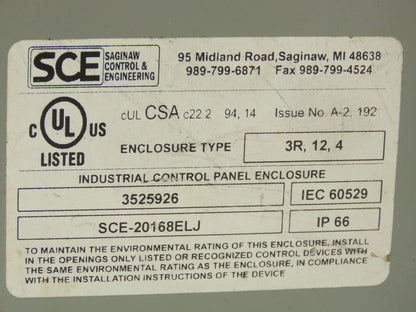 SCE SAGINAW CONTROL & ENGINEERING
95 Midland Road,Saginaw, MI 48638
989-799-6871 Fax 989-799-4524
C UL US LISTED
cUL CSA c22.2 94, 14 Issue No A-2, 192
ENCLOSURE TYPE 3R, 12, 4
INDUSTRIAL CONTROL PANEL ENCLOSURE
3525926 IEC 60529
SCE-20168ELJ IP 66
TO MAINTAIN THE ENVIRONMENTAL RATING OF THIS ENCLOSURE, INSTALL
IN THE OPENINGS ONLY LISTED OR RECOGNIZED CONTROL DEVICES WITH
THE SAME ENVIRONMENTAL RATING AS THE ENCLOSURE, IN COMPLIANCE
WITH THE INSTALLATION INSTRUCTIONS OF THE DEVICE